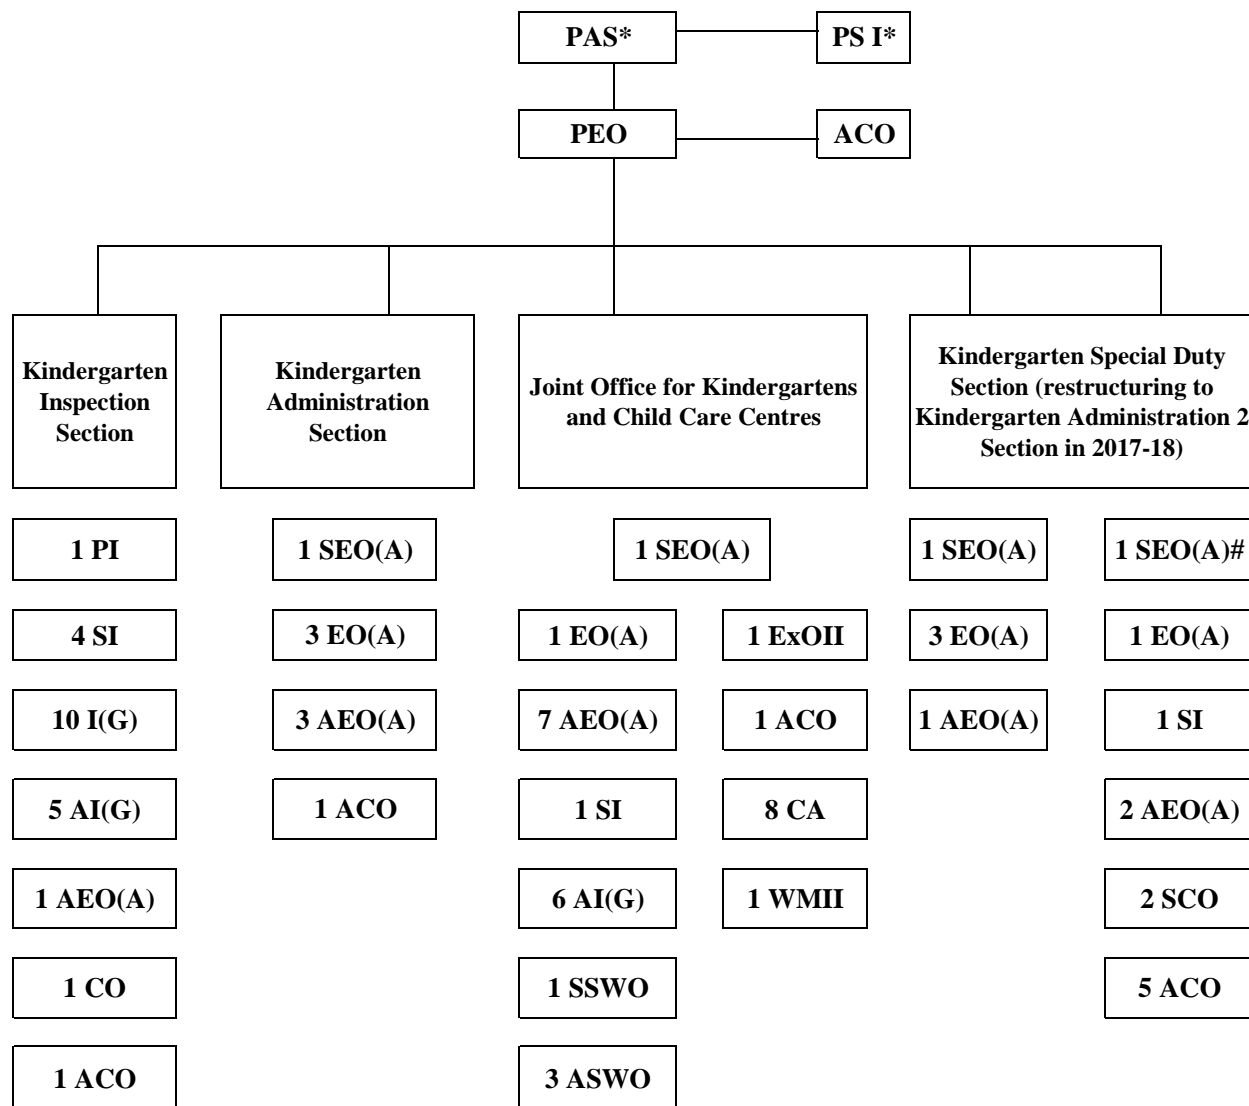 PAS*
PS I*
PEO
ACO
Kindergarten
Inspection
Section
Kindergarten
Administration
Section
Joint Office for Kindergartens
and Child Care Centres
Kindergarten Special Duty
Section (restructuring to
Kindergarten Administration 2
Section in 2017-18)
1 PI
1 SEO(A)
1 SEO(A)
1 SEO(A)
1 SEO(A)#
4 SI
3 EO(A)
1 EO(A)
1 ExOII
3 EO(A)
1 EO(A)
10 I(G)
3 AEO(A)
7 AEO(A)
1 ACO
1 AEO(A)
1 SI
5 AI(G)
1 ACO
1 SI
8 CA
2 AEO(A)
1 AEO(A)
6 AI(G)
1 WMII
2 SCO
1 CO
1 SSWO
5 ACO
1 ACO
3 ASWO